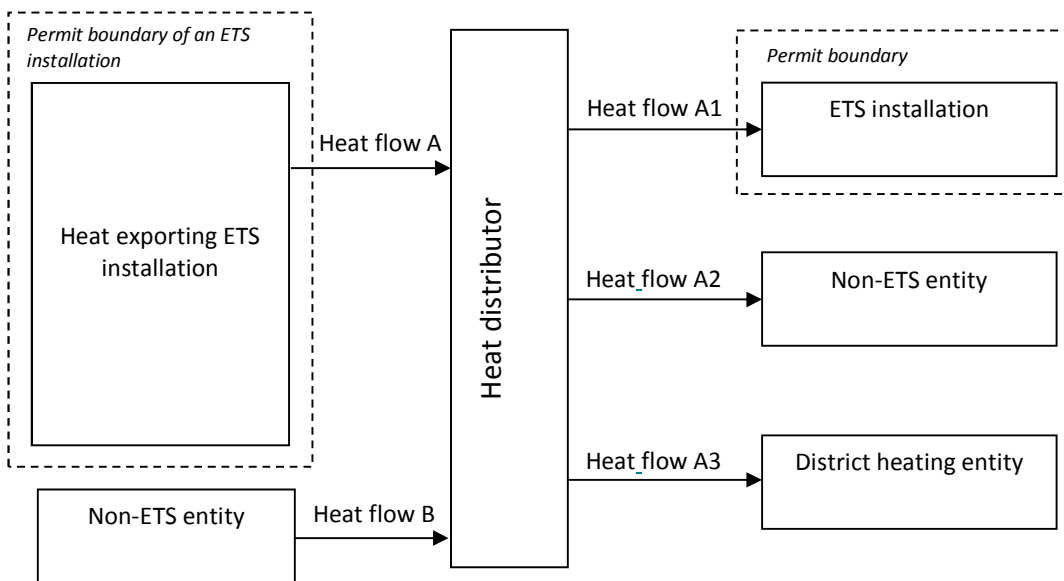 Permit boundary of an ETS
installation
Heat exporting ETS
installation
Non-ETS entity
Heat flow A
Heat flow B
Heat distributor
Heat flow A1
Heat flow A2
Heat flow A3
Permit boundary
ETS installation
Non-ETS entity
District heating entity